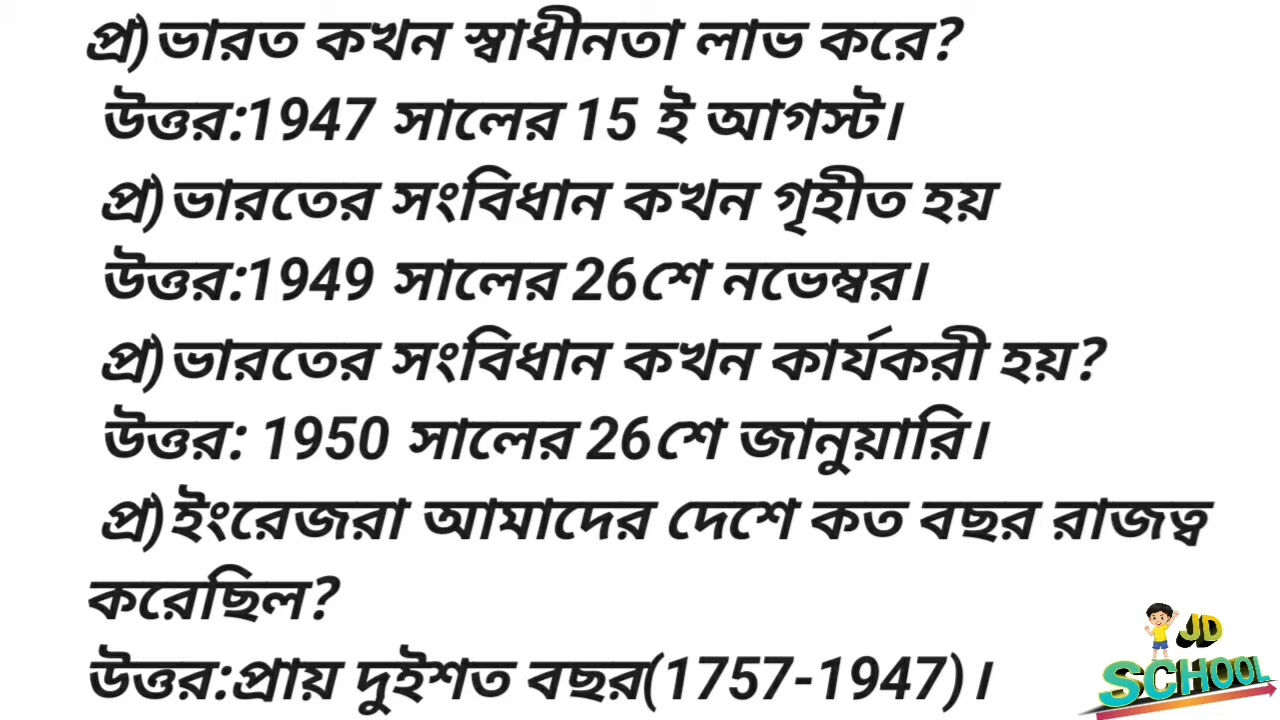 প্র)ভারত কখন স্বাধীনতা লাভ করে?
উত্তর:1947 সালের 15 ই আগস্ট।
প্র)ভারতের সংবিধান কখন গৃহীত হয়
উত্তর:1949 সালের 26শে নভেম্বর।
প্র)ভারতের সংবিধান কখন কার্যকরী হয়?
উত্তর: 1950 সালের 26শে জানুয়ারি।
প্র)ইংরেজরা আমাদের দেশে কত বছর রাজত্ব
করেছিল?
উত্তর:প্রায় দুইশত বছর(1757-1947)।
JD
SCHOOL